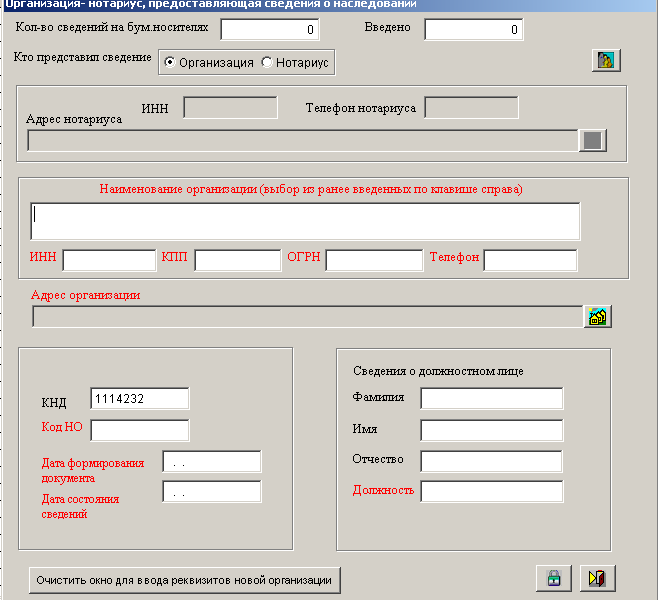 Организация- нотариус, предоставляющая сведения о наследовании
Кол-во сведений на бум.носителях 0 Введено 0
Кто представил сведение Организация Нотариус
ИНН Телефон нотариуса
Адрес нотариуса
Наименование организации (выбор из ранее введенных по клавише справа)
ИНН КПП ОГРН Телефон
Адрес организации
КНД 1114232
Код НО
Дата формирования
документа . .
Дата состояния
сведений . .
Сведения о должностном лице
Фамилия
Имя
Отчество
Должность
Очистить окно для ввода реквизитов новой организации